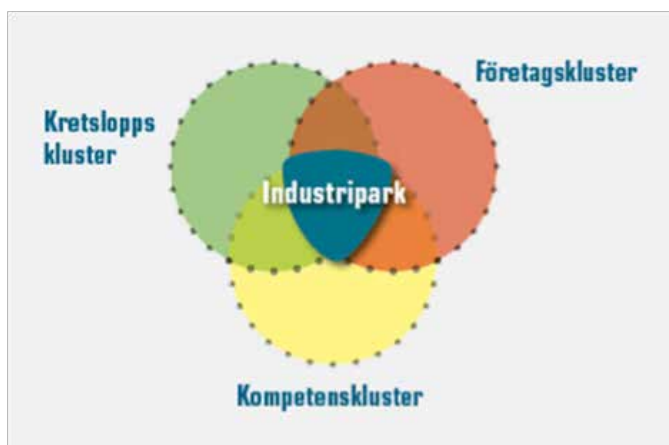 Företagskluster
Kretslopps
kluster
Industripark
Kompetenskluster